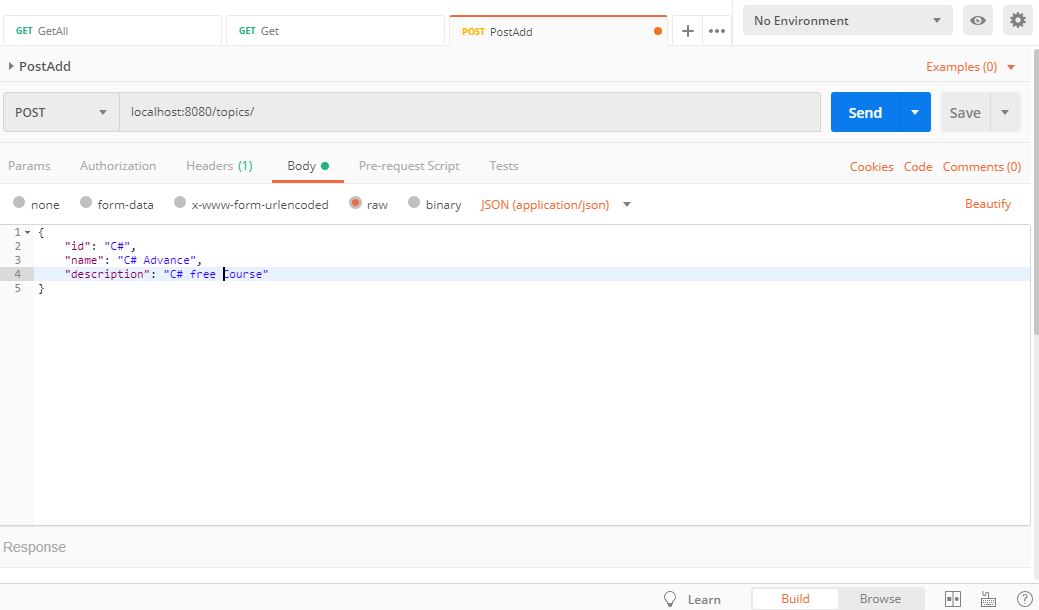 GET GetAll GET Get POST PostAdd No Environment
PostAdd Examples (0)
POST localhost:8080/topics/ Send Save
Params Authorization Headers (1) Body Pre-request Script Tests Cookies Code Comments (0)
none form-data x-www-form-urlencoded raw binary JSON (application/json) Beautify
1 {
2 "id": "C#",
3 "name": "C# Advance",
4 "description": "C# free Course"
5 }
Response
Learn Build Browse